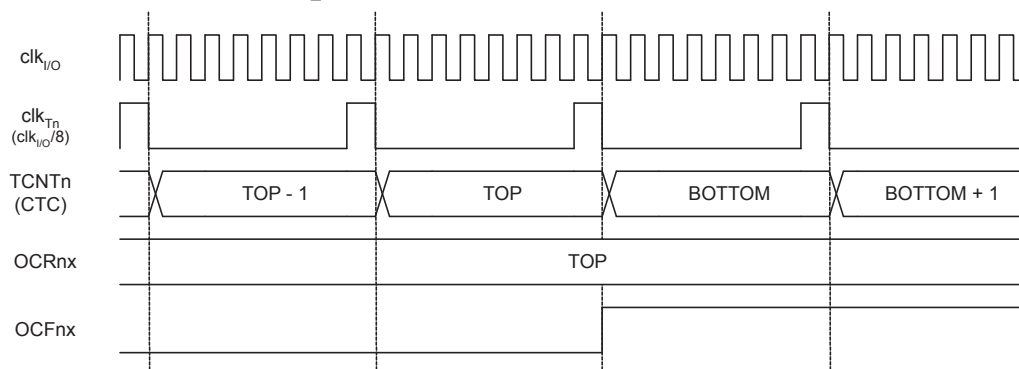 clkI/O
clkTn
(clkI/O/8)
TCNTn
(CTC)
TOP - 1
TOP
BOTTOM
BOTTOM + 1
OCRnx
TOP
OCFnx